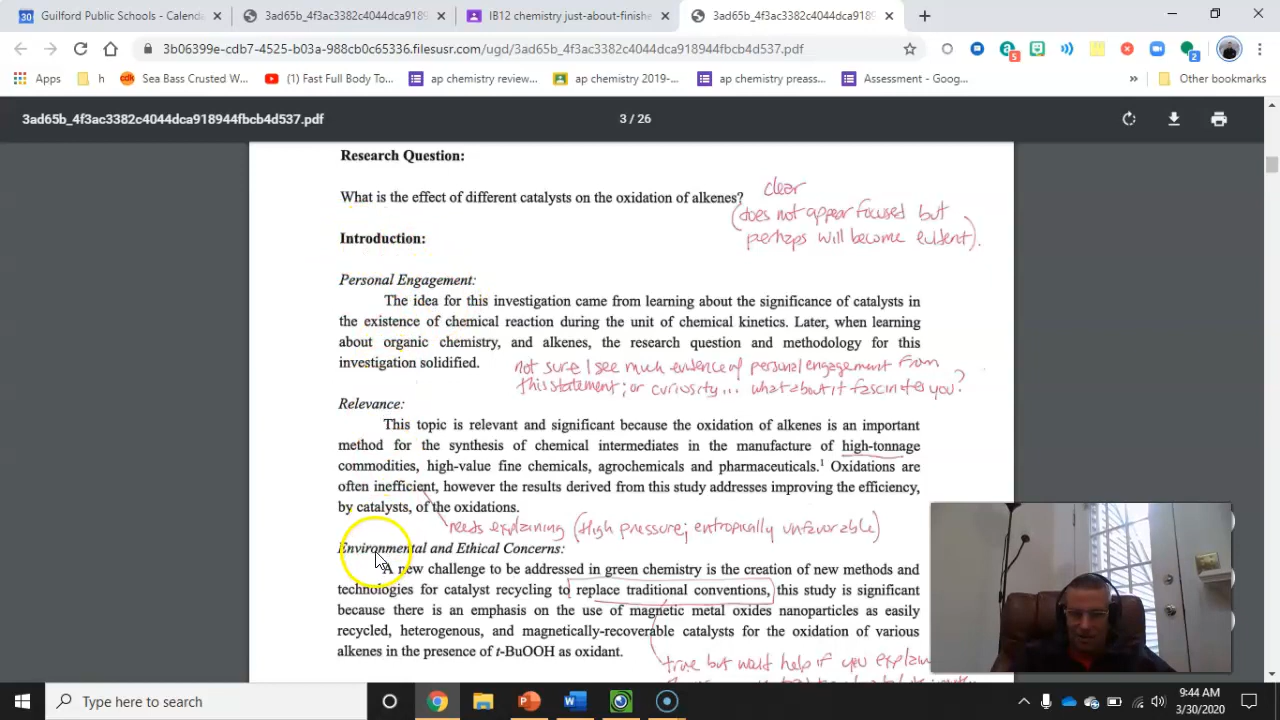 Guilford Public Schools - Calenda
3ad65b_4f3ac3382c4044dca91894
IB12 chemistry just-about-finishe
3ad65b_4f3ac3382c4044dca918944
3b06399e-cdb7-4525-b03a-988cb0c65336.filesusr.com/ugd/3ad65b_4f3ac3382c4044dca918944fbcb4d537.pdf
5
2
Apps
h
cdk
Sea Bass Crusted W...
(1) Fast Full Body To...
ap chemistry review...
ap chemistry 2019-...
ap chemistry preass...
Assessment - Goog...
»
Other bookmarks
3ad65b_4f3ac3382c4044dca918944fbcb4d537.pdf
3 / 26
Research Question:
What is the effect of different catalysts on the oxidation of alkenes?
clear
(does not appear focused but
perhaps will become evident).
Introduction:
Personal Engagement:
The idea for this investigation came from learning about the significance of catalysts in
the existence of chemical reaction during the unit of chemical kinetics. Later, when learning
about organic chemistry, and alkenes, the research question and methodology for this
investigation solidified.
not sure I see much evidence of personal engagement from
this statement; or curiosity... what about it fascinates you?
Relevance:
This topic is relevant and significant because the oxidation of alkenes is an important
method for the synthesis of chemical intermediates in the manufacture of high-tonnage
commodities, high-value fine chemicals, agrochemicals and pharmaceuticals.¹ Oxidations are
often inefficient, however the results derived from this study addresses improving the efficiency,
by catalysts, of the oxidations.
needs explaining (High pressure; entropically unfavorable)
Environmental and Ethical Concerns:
A new challenge to be addressed in green chemistry is the creation of new methods and
technologies for catalyst recycling to replace traditional conventions, this study is significant
because there is an emphasis on the use of magnetic metal oxides nanoparticles as easily
recycled, heterogenous, and magnetically-recoverable catalysts for the oxidation of various
alkenes in the presence of t-BuOOH as oxidant.
true but want help if you explain
Type here to search
9:44 AM
3/30/2020